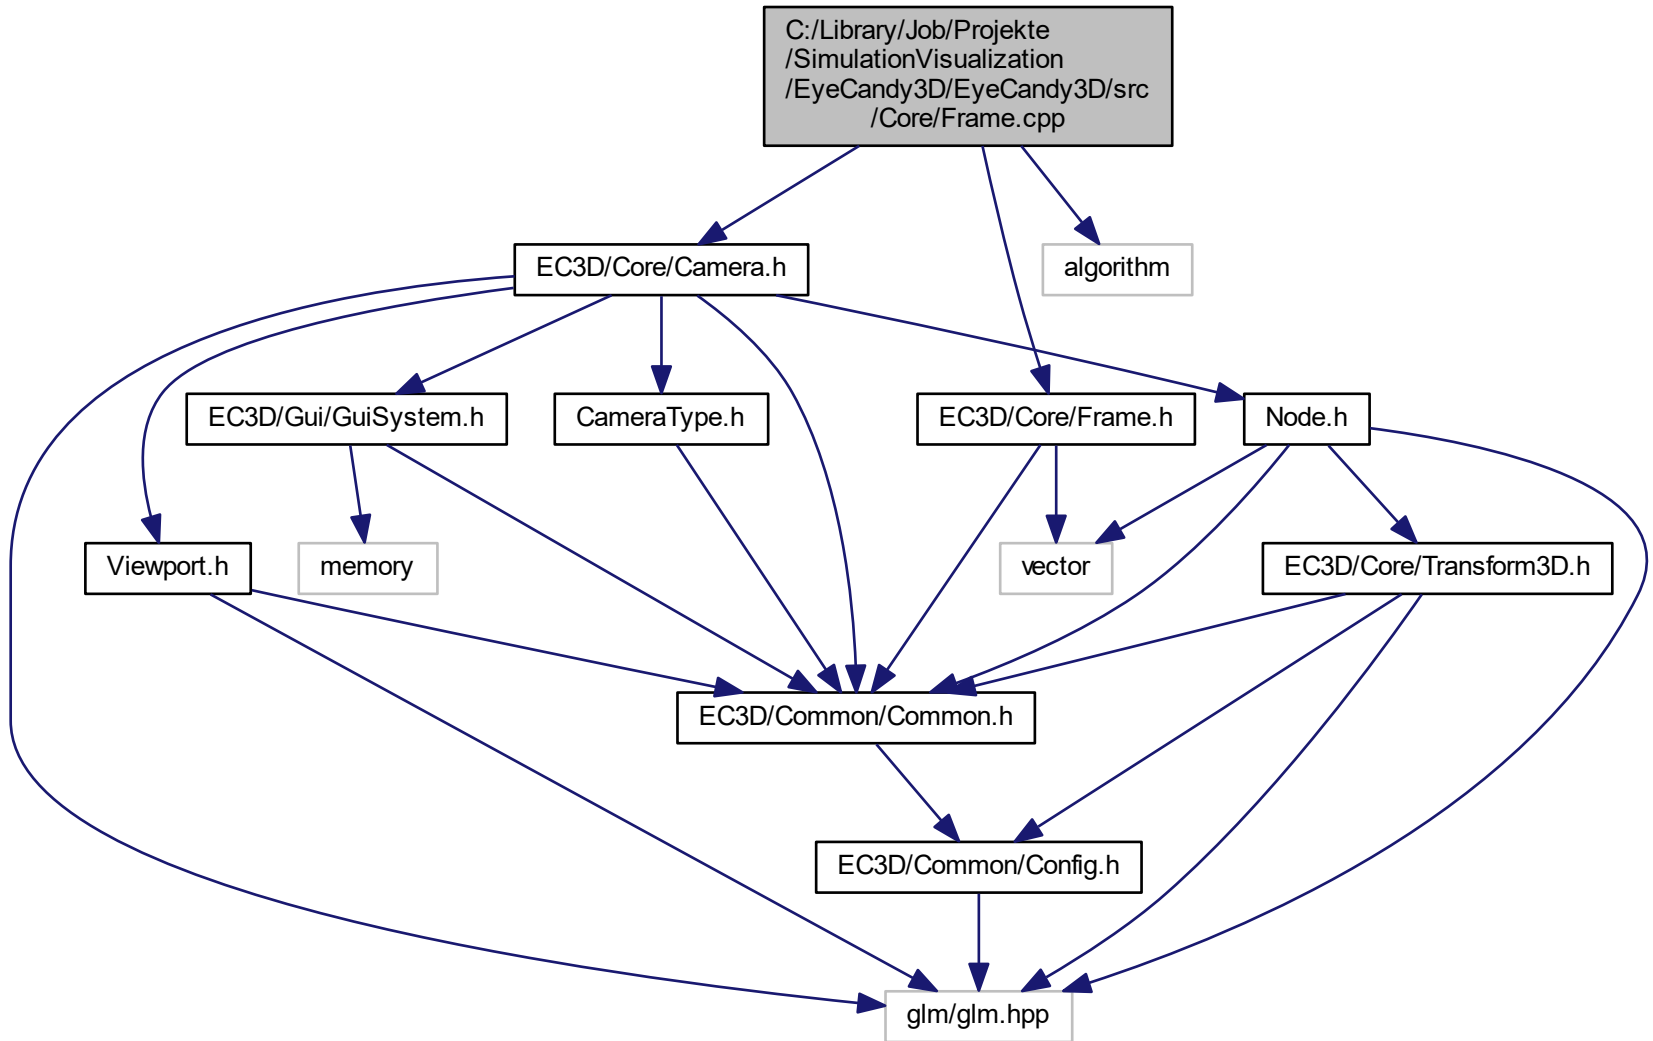 C:/Library/Job/Projekte
/SimulationVisualization
/EyeCandy3D/EyeCandy3D/src
/Core/Frame.cpp
EC3D/Core/Camera.h
algorithm
EC3D/Gui/GuiSystem.h
CameraType.h
EC3D/Core/Frame.h
Node.h
Viewport.h
memory
vector
EC3D/Core/Transform3D.h
EC3D/Common/Common.h
EC3D/Common/Config.h
glm/glm.hpp